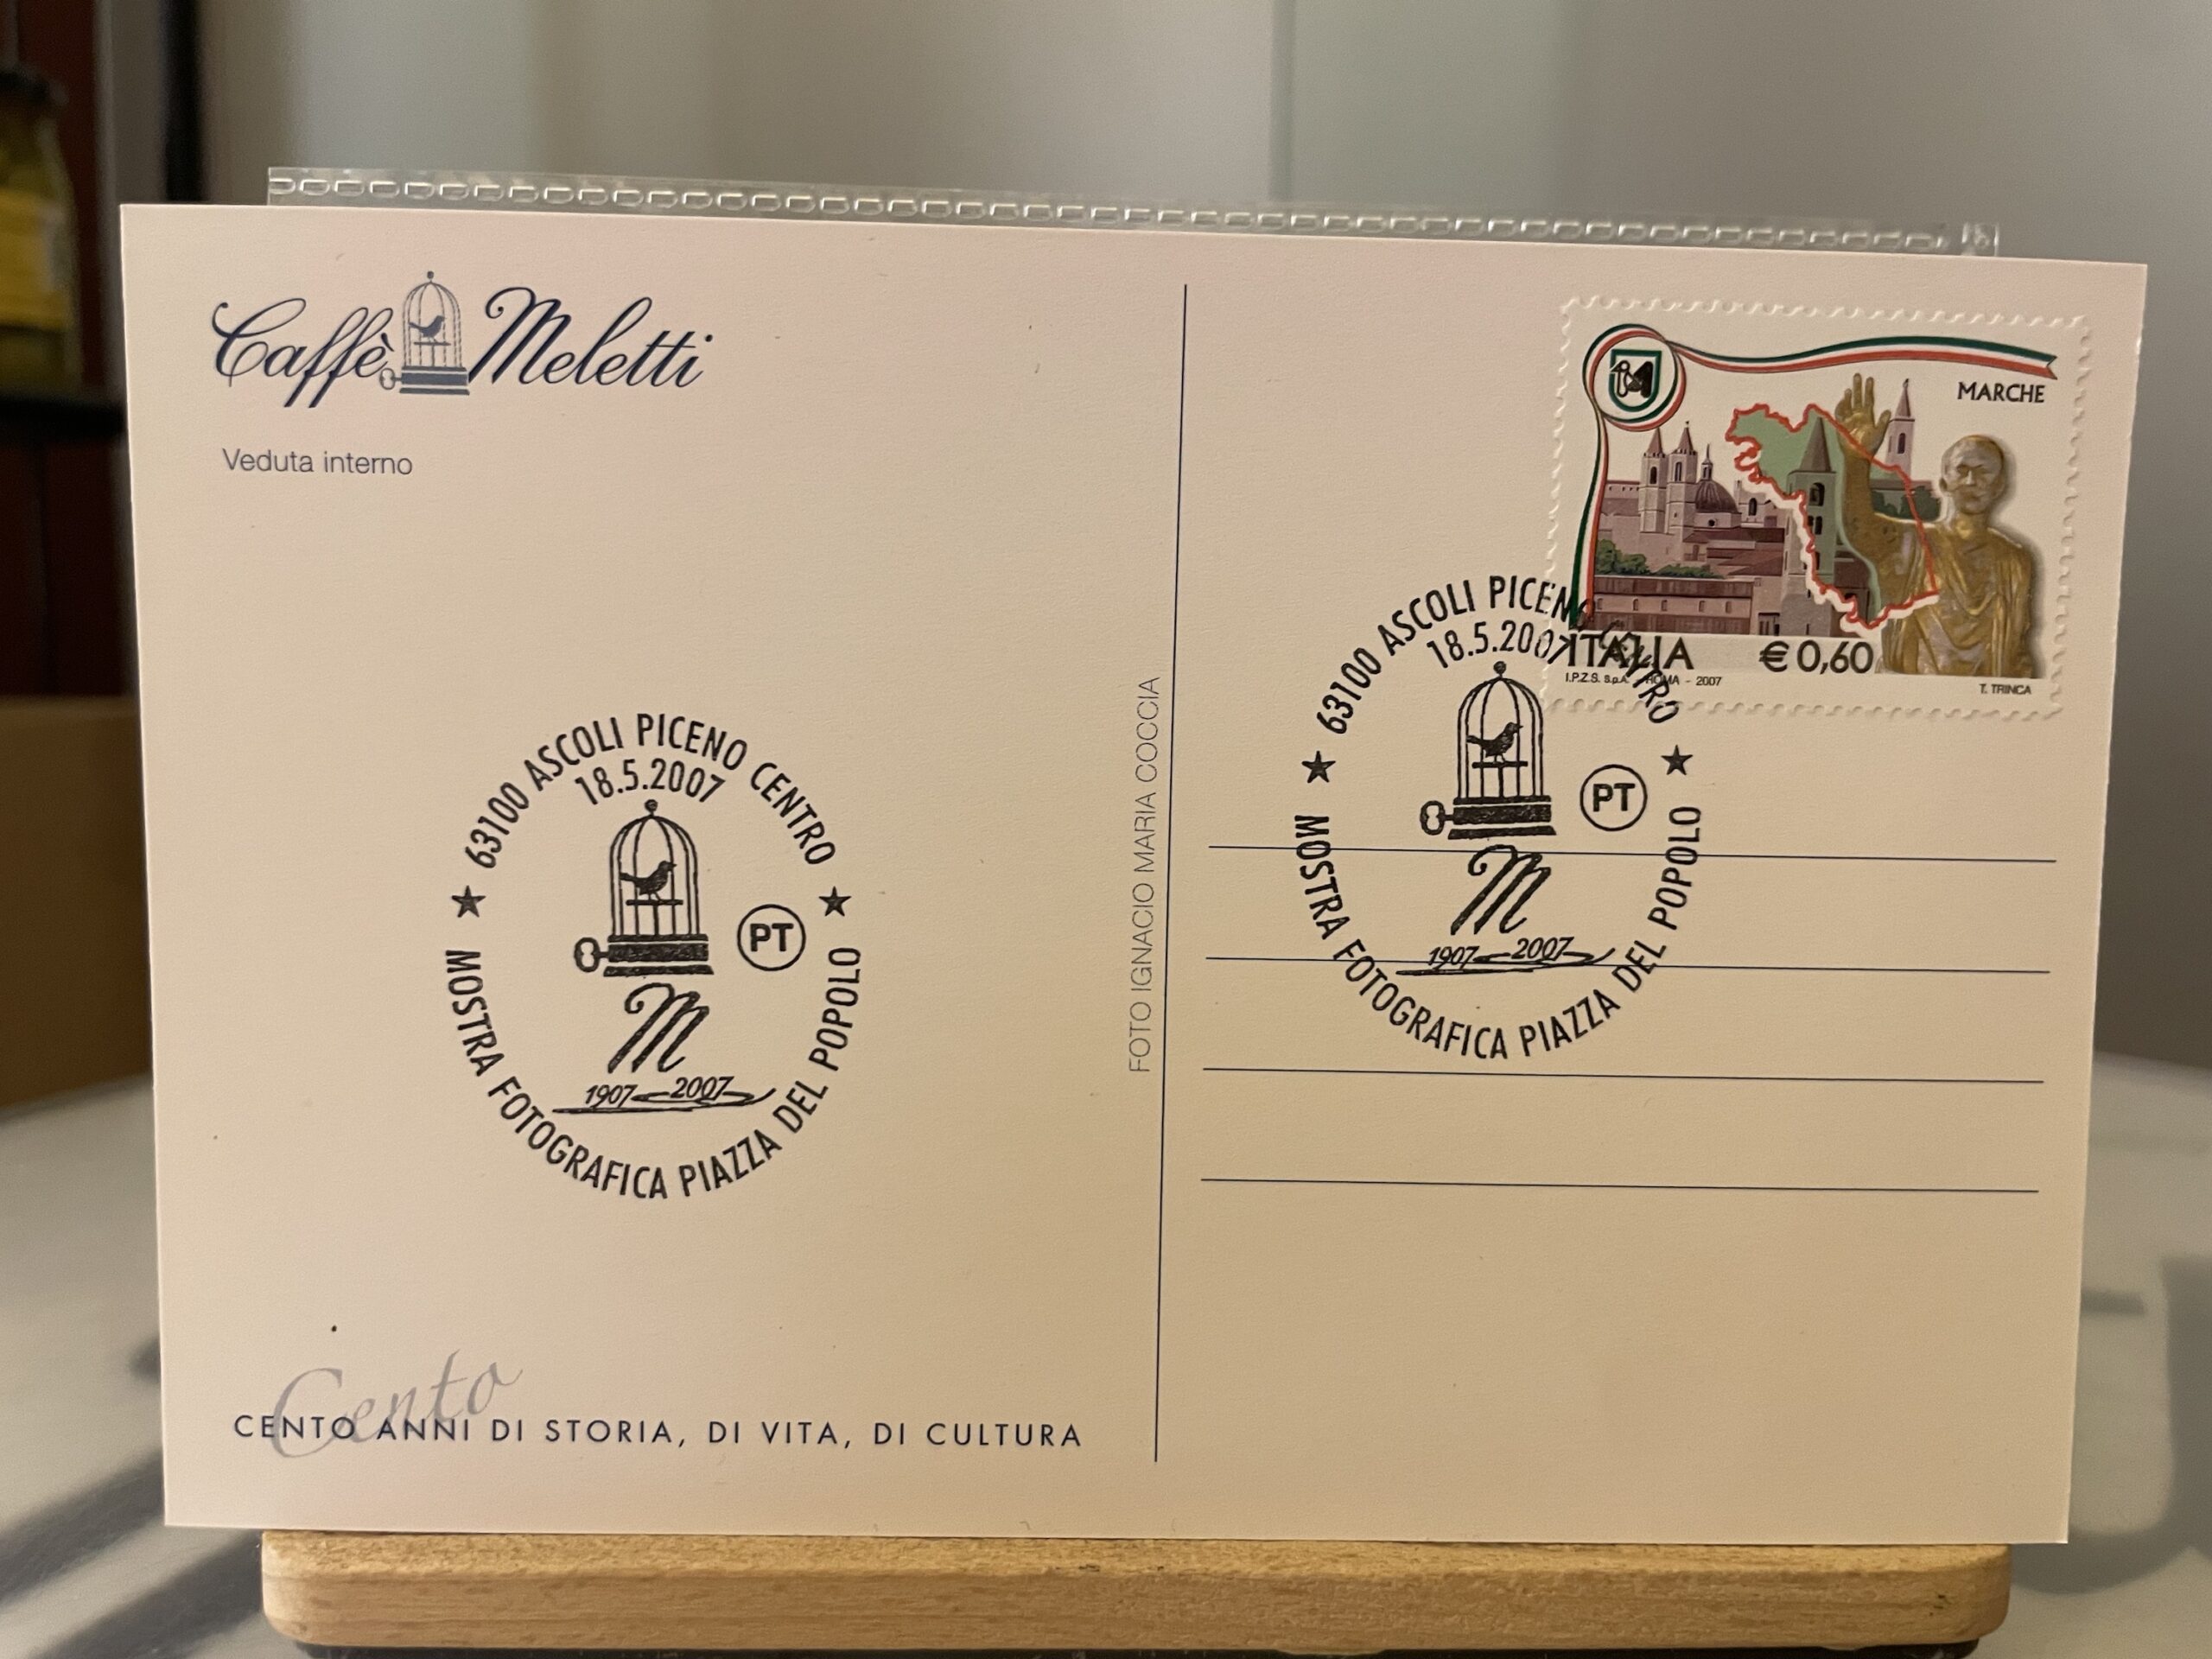 Caffè Meletti
Veduta interno
63100 ASCOLI PICENO CENTRO
18.5.2007
PT
M
1907 2007
MOSTRA FOTOGRAFICA PIAZZA DEL POPOLO
Cento
CENTO ANNI DI STORIA, DI VITA, DI CULTURA
FOTO IGNACIO MARIA COCCIA
MARCHE
ITALIA € 0,60
I.P.Z.S. S.p.A. - ROMA - 2007
T. TRINCA
63100 ASCOLI PICENO CENTRO
18.5.2007
PT
M
1907 2007
MOSTRA FOTOGRAFICA PIAZZA DEL POPOLO